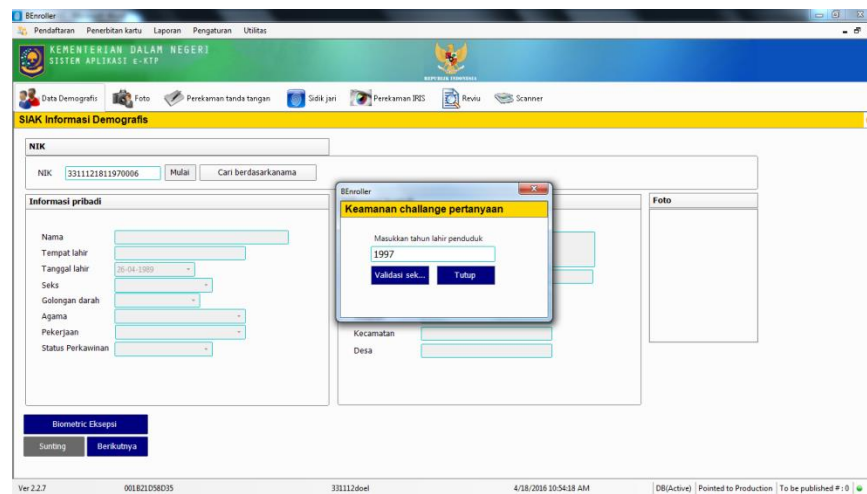 BEnroller
Pendaftaran Penerbitan kartu Laporan Pengaturan Utilitas
KEMENTERIAN DALAM NEGERI
SISTEM APLIKASI e-KTP
REPUBLIK INDONESIA
Data Demografis Foto Perekaman tanda tangan Sidik jari Perekaman IRIS Reviu Scanner
SIAK Informasi Demografis
NIK
NIK 3311121811970006 Mulai Cari berdasarkanama
Informasi pribadi
Nama
Tempat lahir
Tanggal lahir 26-04-1989
Seks
Golongan darah
Agama
Pekerjaan
Status Perkawinan
BEnroller
Keamanan challange pertanyaan
Masukkan tahun lahir penduduk
1997
Validasi sek... Tutup
Kecamatan
Desa
Foto
Biometric Eksepsi
Sunting Berikutnya
Ver 2.2.7 001B21D58D35 331112doel 4/18/2016 10:54:18 AM DB(Active) Pointed to Production To be published # : 0